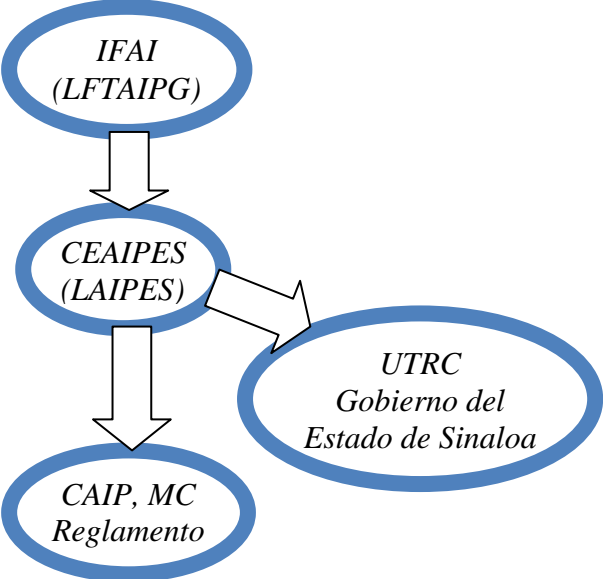 IFAI
(LFTAIPG)
CEAIPES
(LAIPES)
UTRC
Gobierno del
Estado de Sinaloa
CAIP, MC
Reglamento